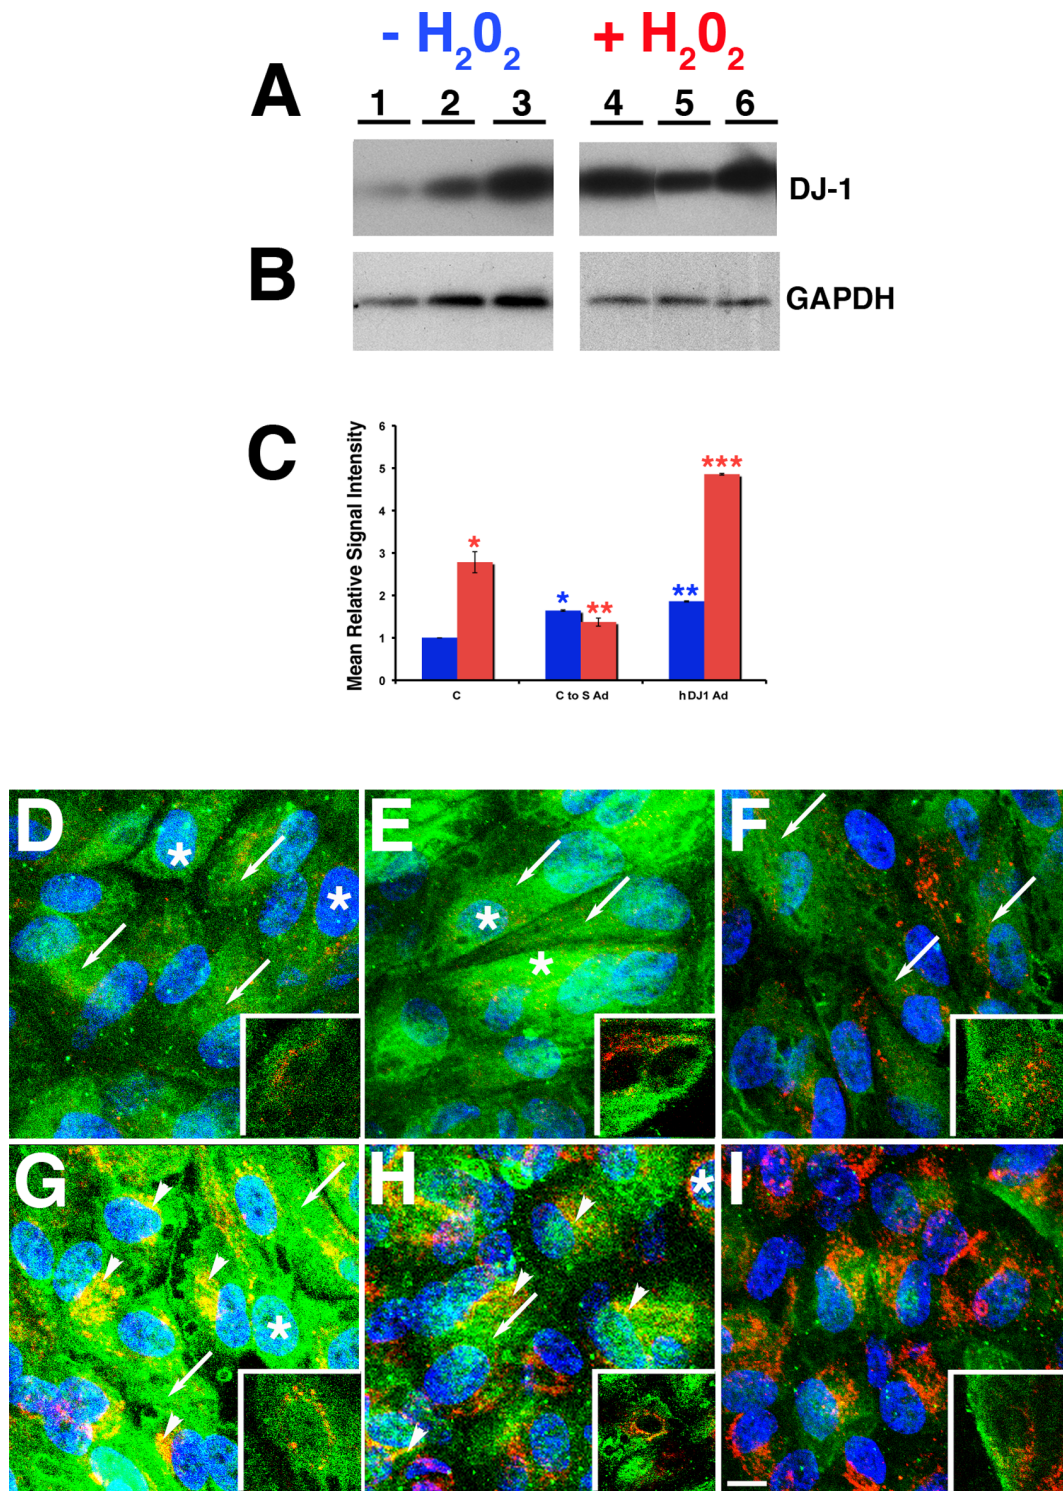 - H202 + H202
A
1 2 3 4 5 6
DJ-1
B
GAPDH
C
Mean Relative Signal Intensity
6
5
4
3
2
1
0
*
*
**
**
***
C C to S Ad hDJ1 Ad
D E F
* * * *
G H I
* *